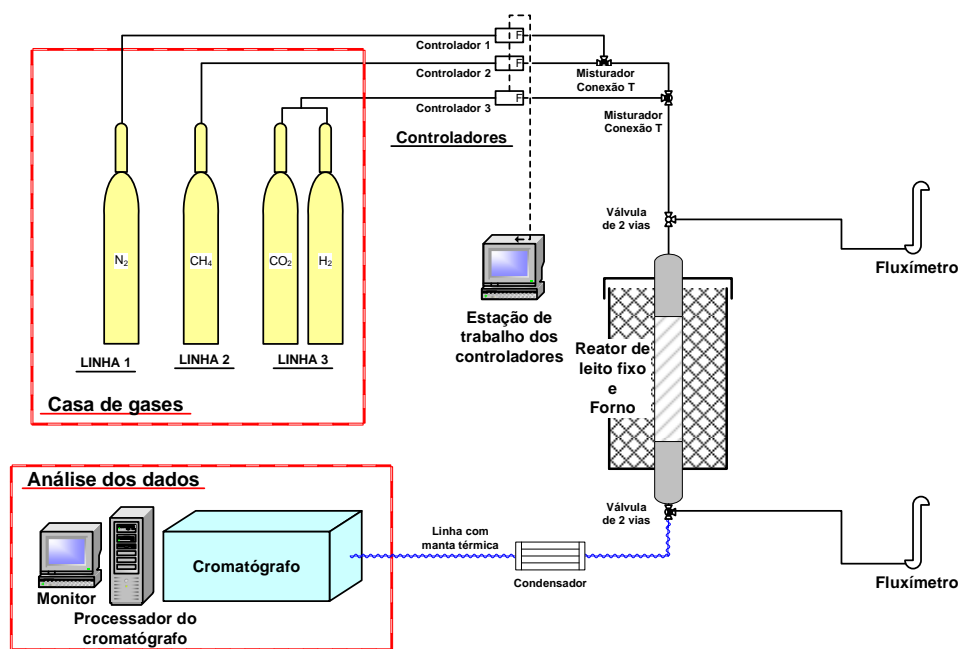 Controlador 1
F
Controlador 2
F
Controlador 3
F
Controladores
Misturador
Conexão T
Misturador
Conexão T
N₂
CH₄
CO₂
H₂
LINHA 1
LINHA 2
LINHA 3
Casa de gases
Estação de
trabalho dos
controladores
Válvula
de 2 vias
Fluxímetro
Reator de
leito fixo
e
Forno
Válvula
de 2 vias
Fluxímetro
Análise dos dados
Monitor
Processador do
cromatógrafo
Cromatógrafo
Linha com
manta térmica
Condensador